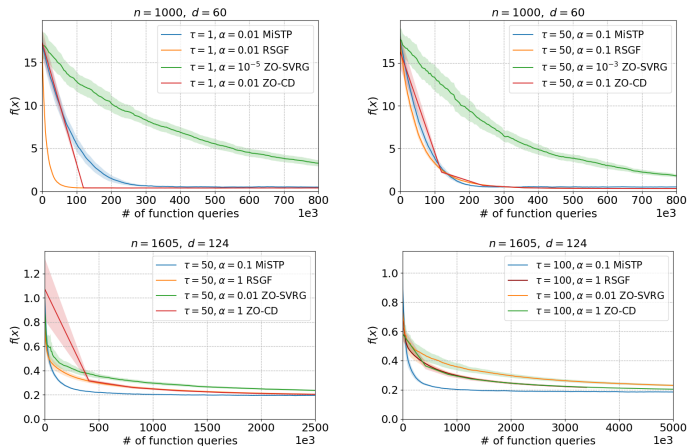 n = 1000, d = 60
τ = 1, α = 0.01 MiSTP
τ = 1, α = 0.01 RSGF
τ = 1, α = 10⁻⁵ ZO-SVRG
τ = 1, α = 0.01 ZO-CD
f(x)
15
10
5
0
0 100 200 300 400 500 600 700 800
# of function queries 1e3
n = 1000, d = 60
τ = 50, α = 0.1 MiSTP
τ = 50, α = 0.1 RSGF
τ = 50, α = 10⁻³ ZO-SVRG
τ = 50, α = 0.1 ZO-CD
f(x)
15
10
5
0
0 100 200 300 400 500 600 700 800
# of function queries 1e3
n = 1605, d = 124
τ = 50, α = 0.1 MiSTP
τ = 50, α = 1 RSGF
τ = 50, α = 0.01 ZO-SVRG
τ = 50, α = 1 ZO-CD
f(x)
1.2
1.0
0.8
0.6
0.4
0.2
0.0
0 500 1000 1500 2000 2500
# of function queries 1e3
n = 1605, d = 124
τ = 100, α = 0.1 MiSTP
τ = 100, α = 1 RSGF
τ = 100, α = 0.01 ZO-SVRG
τ = 100, α = 1 ZO-CD
f(x)
1.0
0.8
0.6
0.4
0.2
0.0
0 1000 2000 3000 4000 5000
# of function queries 1e3